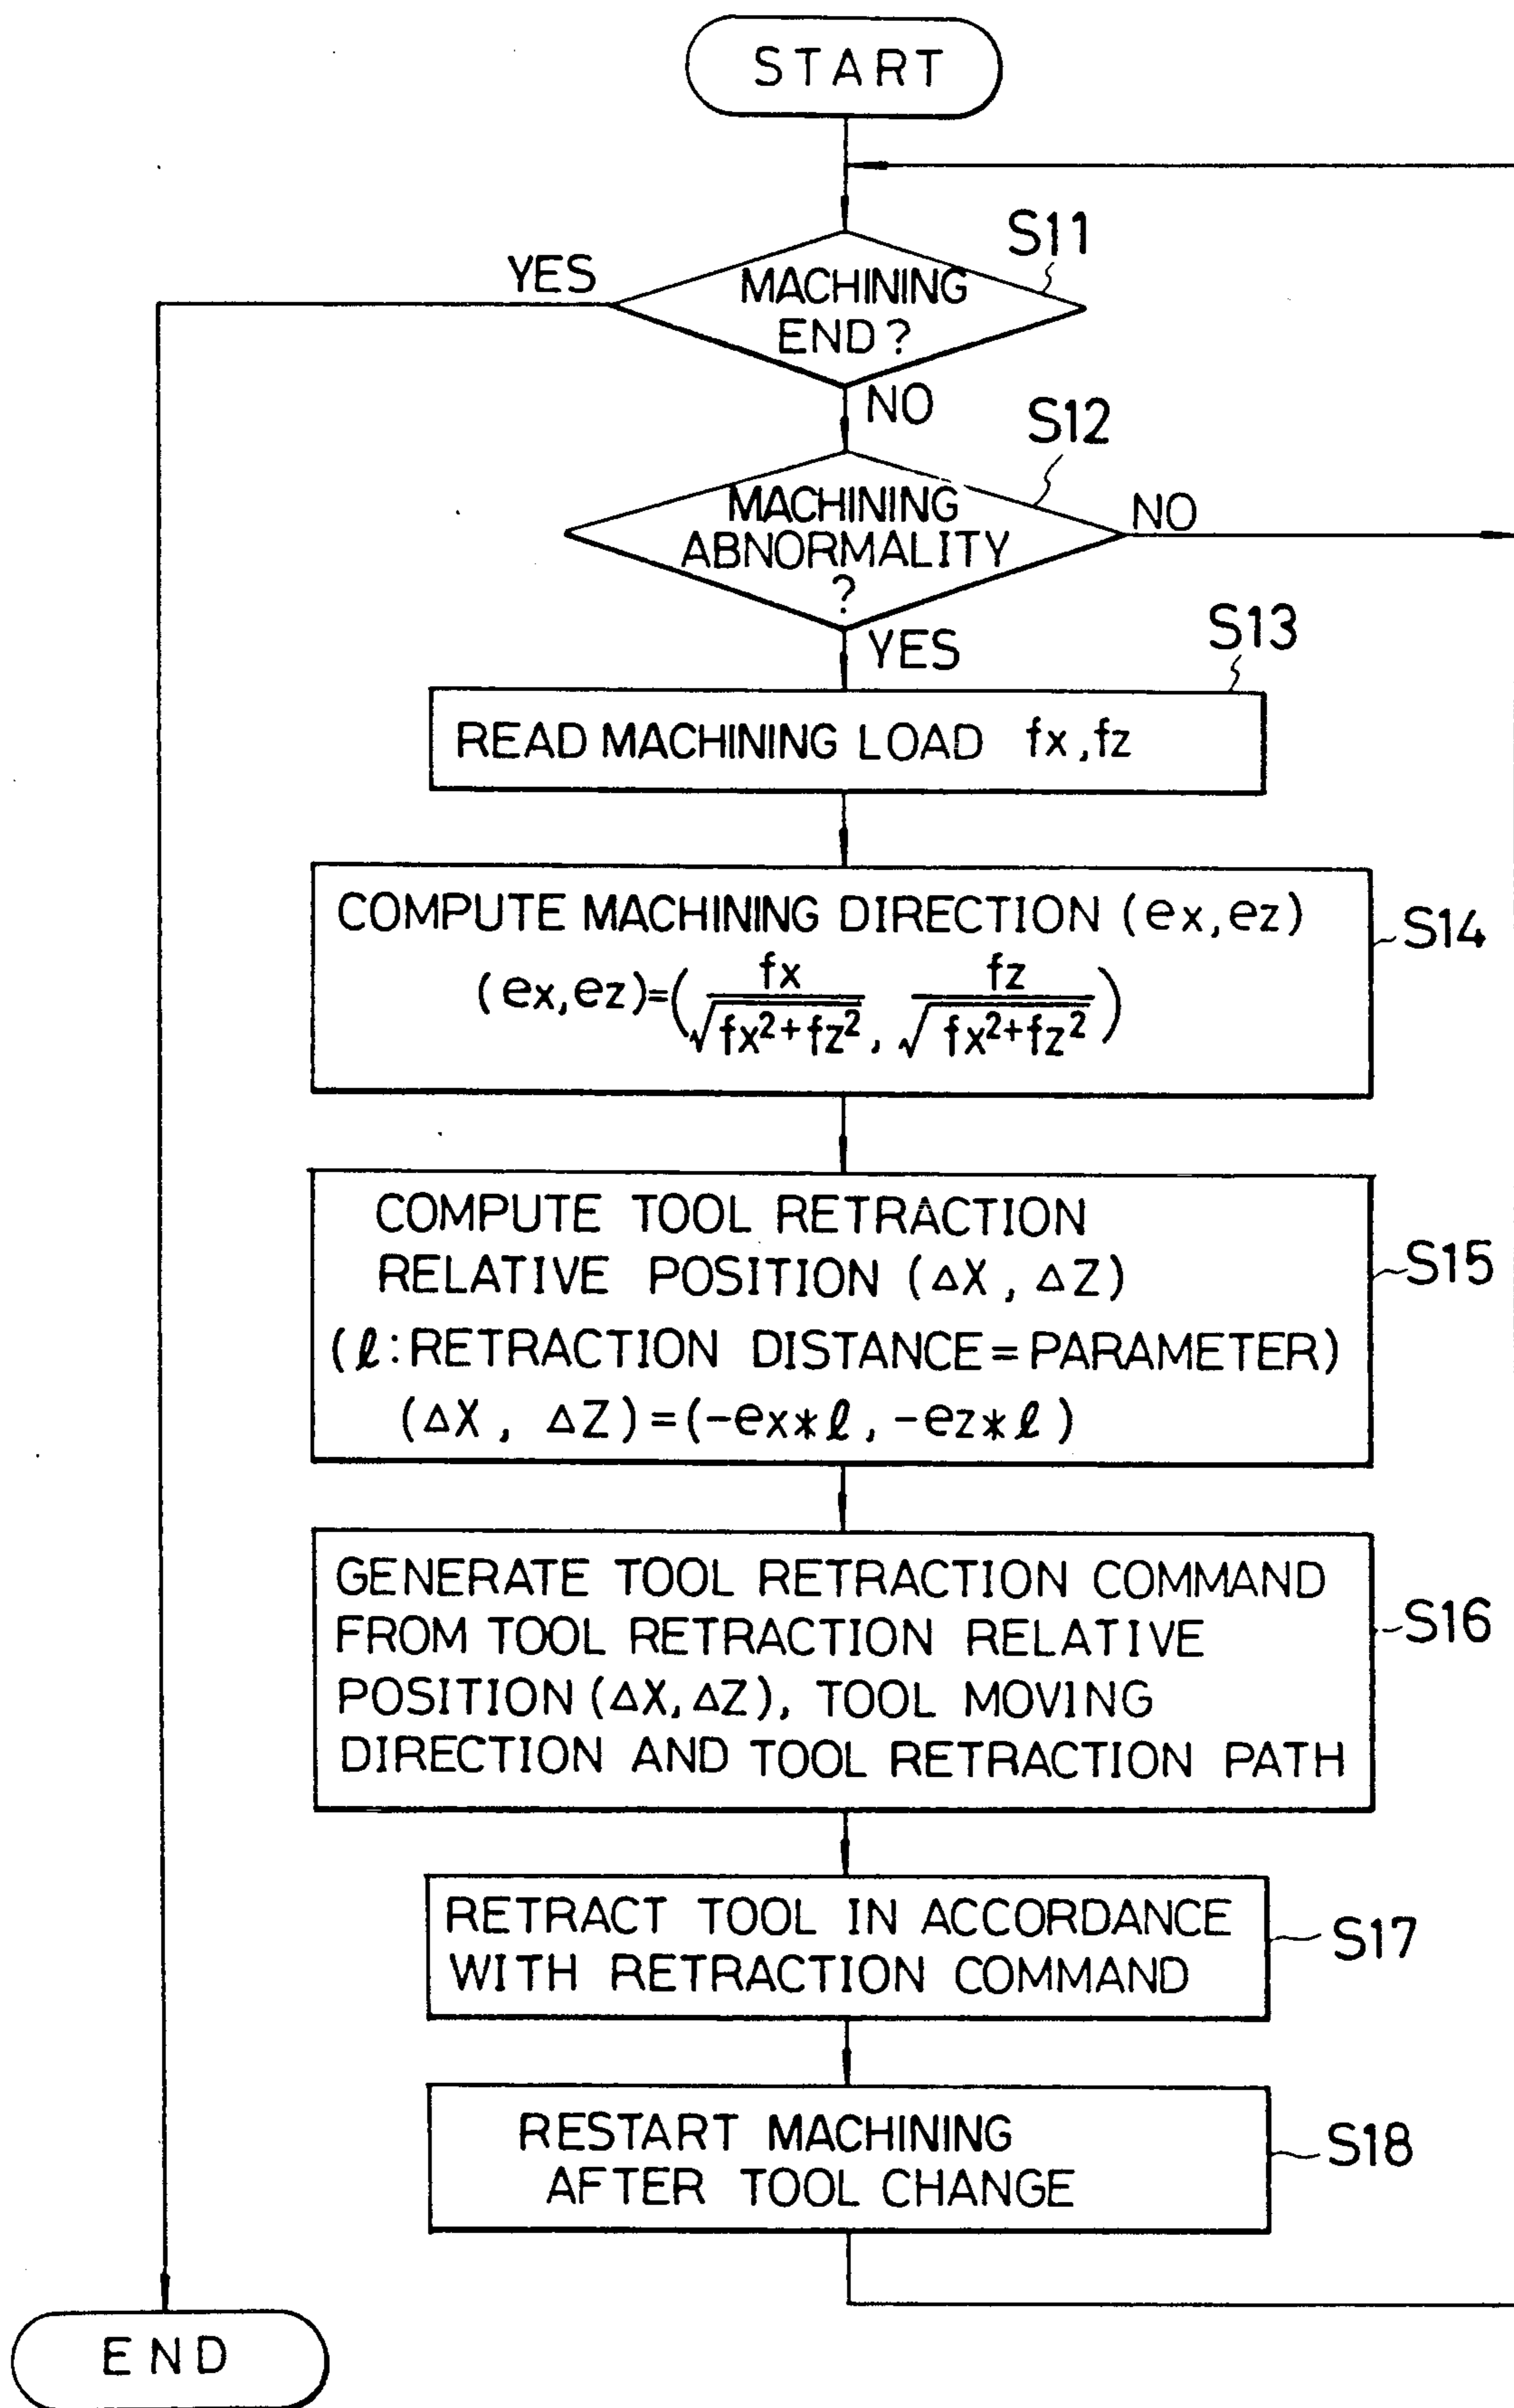 START
S11
YES
MACHINING
END?
NO
S12
MACHINING
ABNORMALITY
?
NO
YES
S13
READ MACHINING LOAD fx,fz
COMPUTE MACHINING DIRECTION (ex,ez)
S14
(ex,ez)=(fx/√fx²+fz², fz/√fx²+fz²)
COMPUTE TOOL RETRACTION
RELATIVE POSITION (ΔX, ΔZ)
S15
(ℓ:RETRACTION DISTANCE=PARAMETER)
(ΔX, ΔZ)=(-ex*ℓ, -ez*ℓ)
GENERATE TOOL RETRACTION COMMAND
FROM TOOL RETRACTION RELATIVE
S16
POSITION (ΔX,ΔZ), TOOL MOVING
DIRECTION AND TOOL RETRACTION PATH
RETRACT TOOL IN ACCORDANCE
S17
WITH RETRACTION COMMAND
RESTART MACHINING
S18
AFTER TOOL CHANGE
END